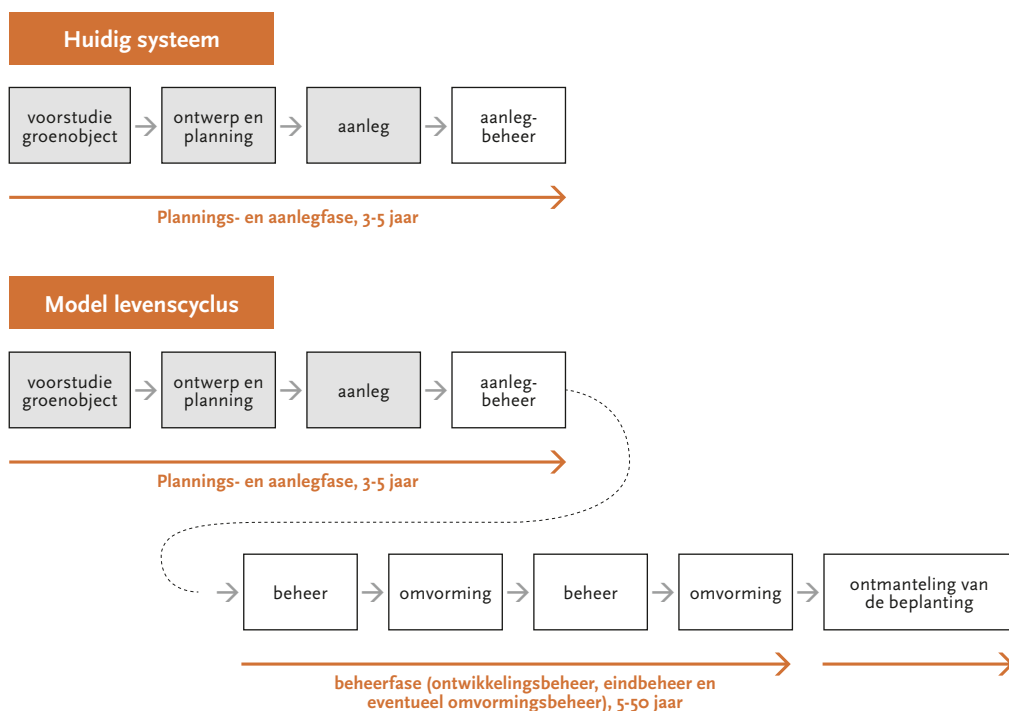 Huidig systeem
voorstudie
groenobject
ontwerp en
planning
aanleg
aanleg-
beheer
Plannings- en aanlegfase, 3-5 jaar
Model levenscyclus
voorstudie
groenobject
ontwerp en
planning
aanleg
aanleg-
beheer
Plannings- en aanlegfase, 3-5 jaar
beheer
omvorming
beheer
omvorming
ontmanteling van
de beplanting
beheerfase (ontwikkelingsbeheer, eindbeheer en
eventueel omvormingsbeheer), 5-50 jaar